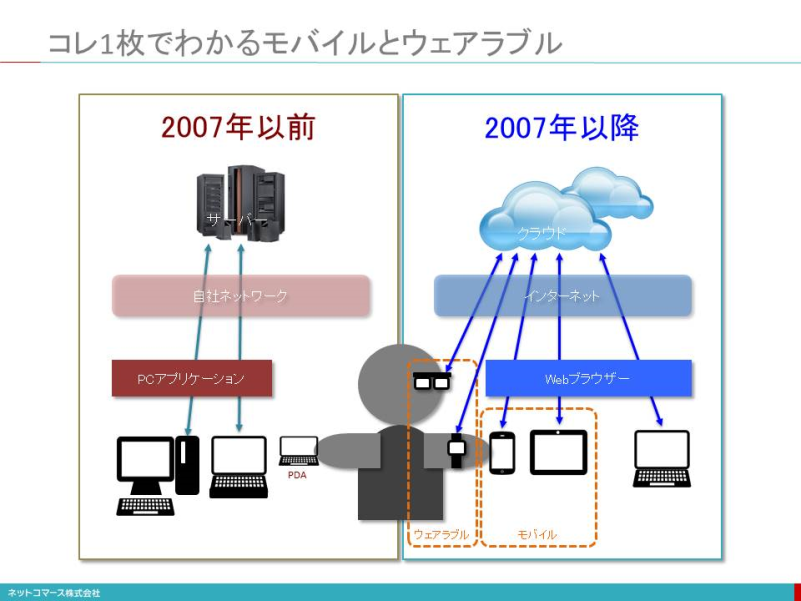 コレ1枚でわかるモバイルとウェアラブル
2007年以前
2007年以降
サーバー
クラウド
自社ネットワーク
インターネット
PCアプリケーション
Webブラウザー
PDA
ウェアラブル
モバイル
ネットコマース株式会社